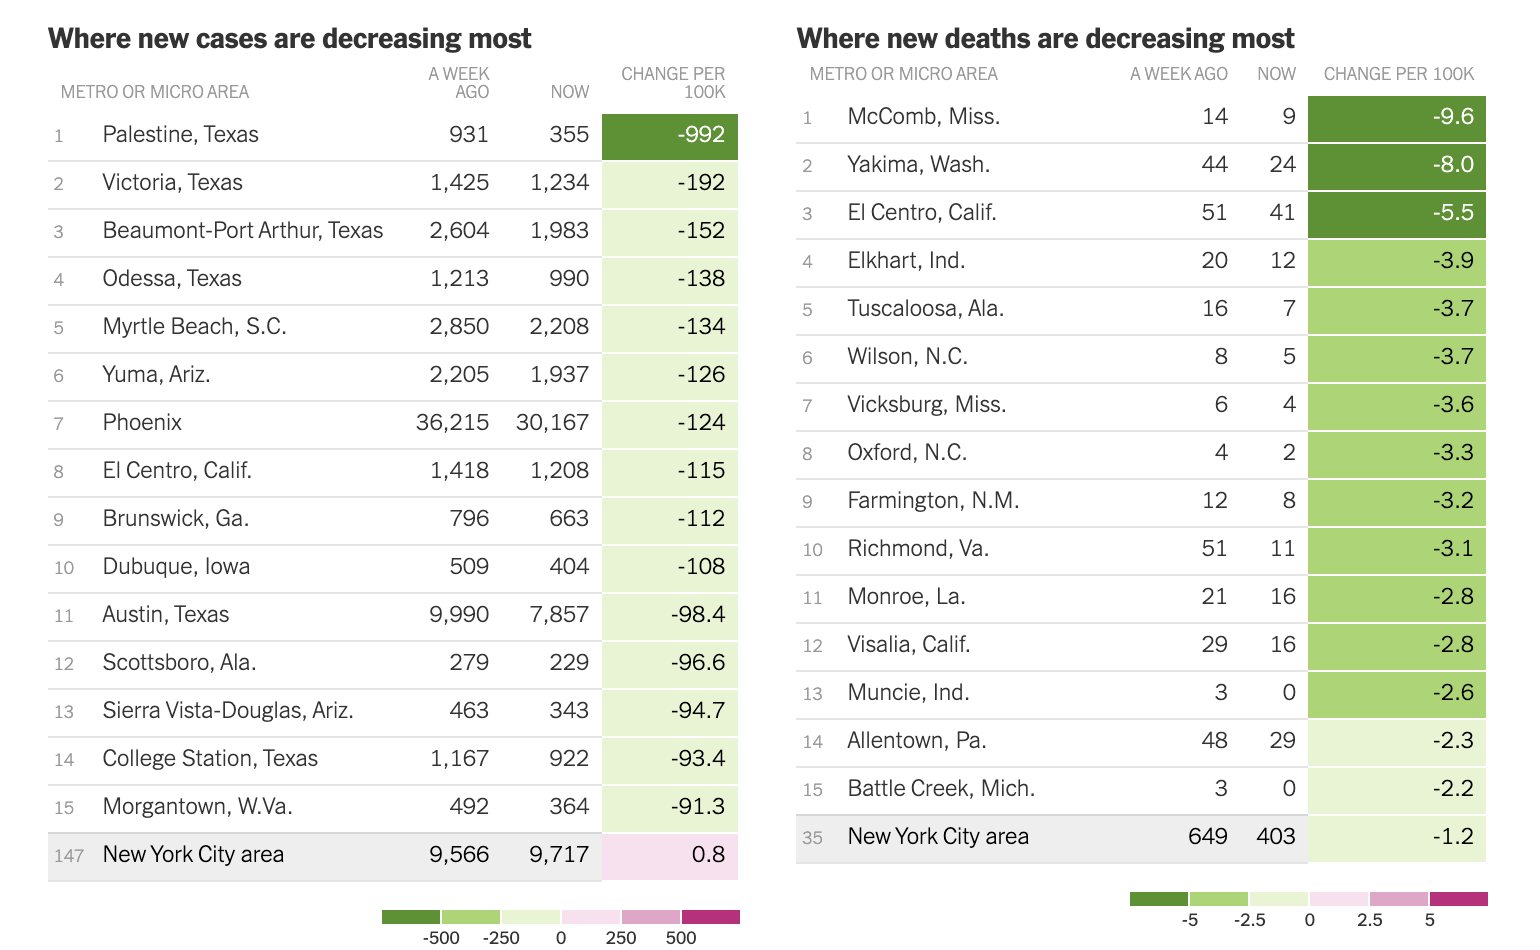 Where new cases are decreasing most
METRO OR MICRO AREA A WEEK AGO NOW CHANGE PER 100K
1 Palestine, Texas 931 355 -992
2 Victoria, Texas 1,425 1,234 -192
3 Beaumont-Port Arthur, Texas 2,604 1,983 -152
4 Odessa, Texas 1,213 990 -138
5 Myrtle Beach, S.C. 2,850 2,208 -134
6 Yuma, Ariz. 2,205 1,937 -126
7 Phoenix 36,215 30,167 -124
8 El Centro, Calif. 1,418 1,208 -115
9 Brunswick, Ga. 796 663 -112
10 Dubuque, Iowa 509 404 -108
11 Austin, Texas 9,990 7,857 -98.4
12 Scottsboro, Ala. 279 229 -96.6
13 Sierra Vista-Douglas, Ariz. 463 343 -94.7
14 College Station, Texas 1,167 922 -93.4
15 Morgantown, W.Va. 492 364 -91.3
147 New York City area 9,566 9,717 0.8
-500 -250 0 250 500
Where new deaths are decreasing most
METRO OR MICRO AREA A WEEK AGO NOW CHANGE PER 100K
1 McComb, Miss. 14 9 -9.6
2 Yakima, Wash. 44 24 -8.0
3 El Centro, Calif. 51 41 -5.5
4 Elkhart, Ind. 20 12 -3.9
5 Tuscaloosa, Ala. 16 7 -3.7
6 Wilson, N.C. 8 5 -3.7
7 Vicksburg, Miss. 6 4 -3.6
8 Oxford, N.C. 4 2 -3.3
9 Farmington, N.M. 12 8 -3.2
10 Richmond, Va. 51 11 -3.1
11 Monroe, La. 21 16 -2.8
12 Visalia, Calif. 29 16 -2.8
13 Muncie, Ind. 3 0 -2.6
14 Allentown, Pa. 48 29 -2.3
15 Battle Creek, Mich. 3 0 -2.2
35 New York City area 649 403 -1.2
-5 -2.5 0 2.5 5